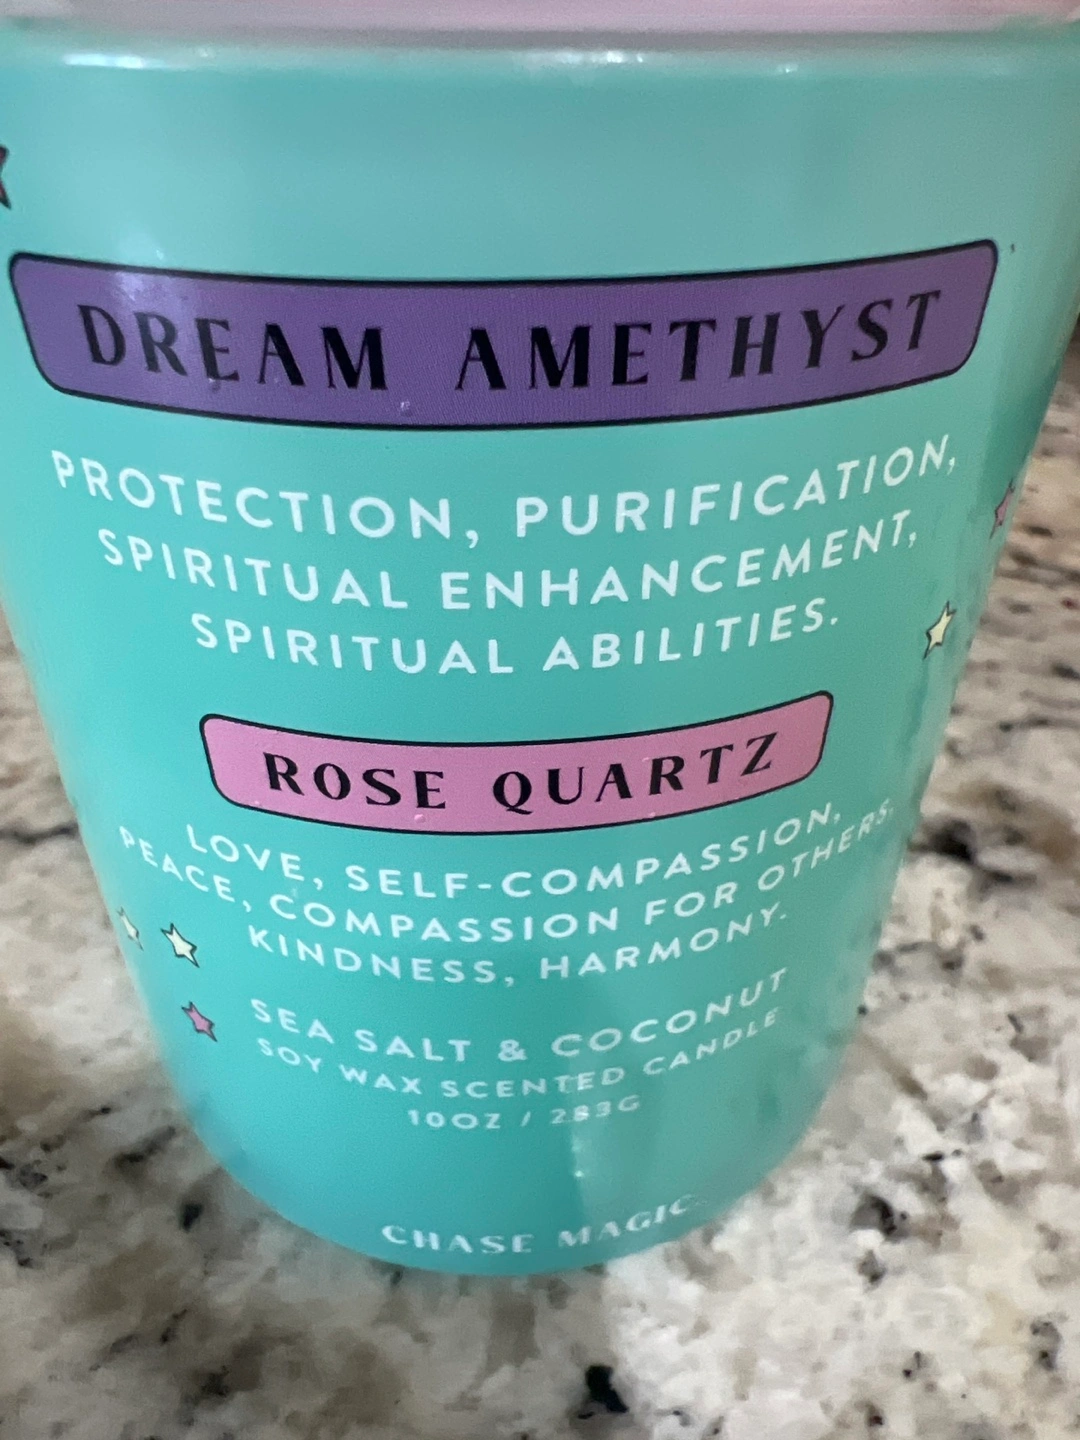 DREAM AMETHYST
PROTECTION, PURIFICATION,
SPIRITUAL ENHANCEMENT,
SPIRITUAL ABILITIES.
ROSE QUARTZ
LOVE, SELF-COMPASSION,
PEACE, COMPASSION FOR OTHERS,
KINDNESS, HARMONY.
SEA SALT & COCONUT
SOY WAX SCENTED CANDLE
10OZ / 283G
CHASE MAGIC